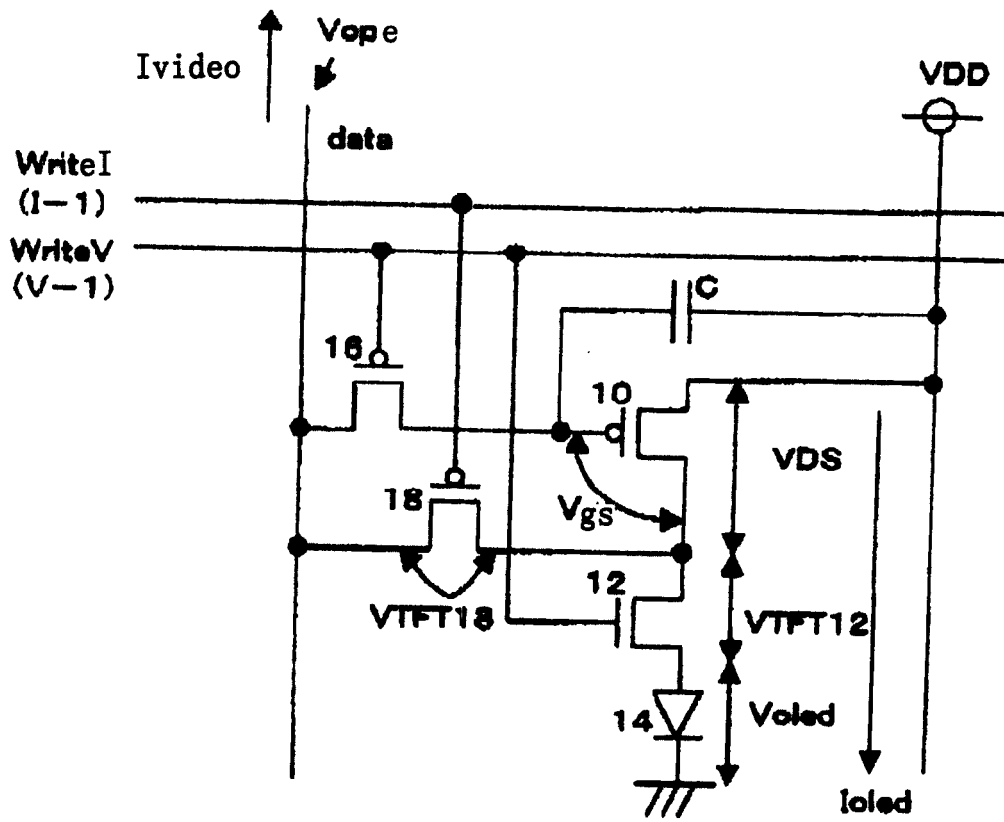 Vope
Ivideo
VDD
data
WriteI
(I-1)
WriteV
(V-1)
C
16
10
VDS
18
Vgs
12
VTFT18
VTFT12
14
Voled
Ioled